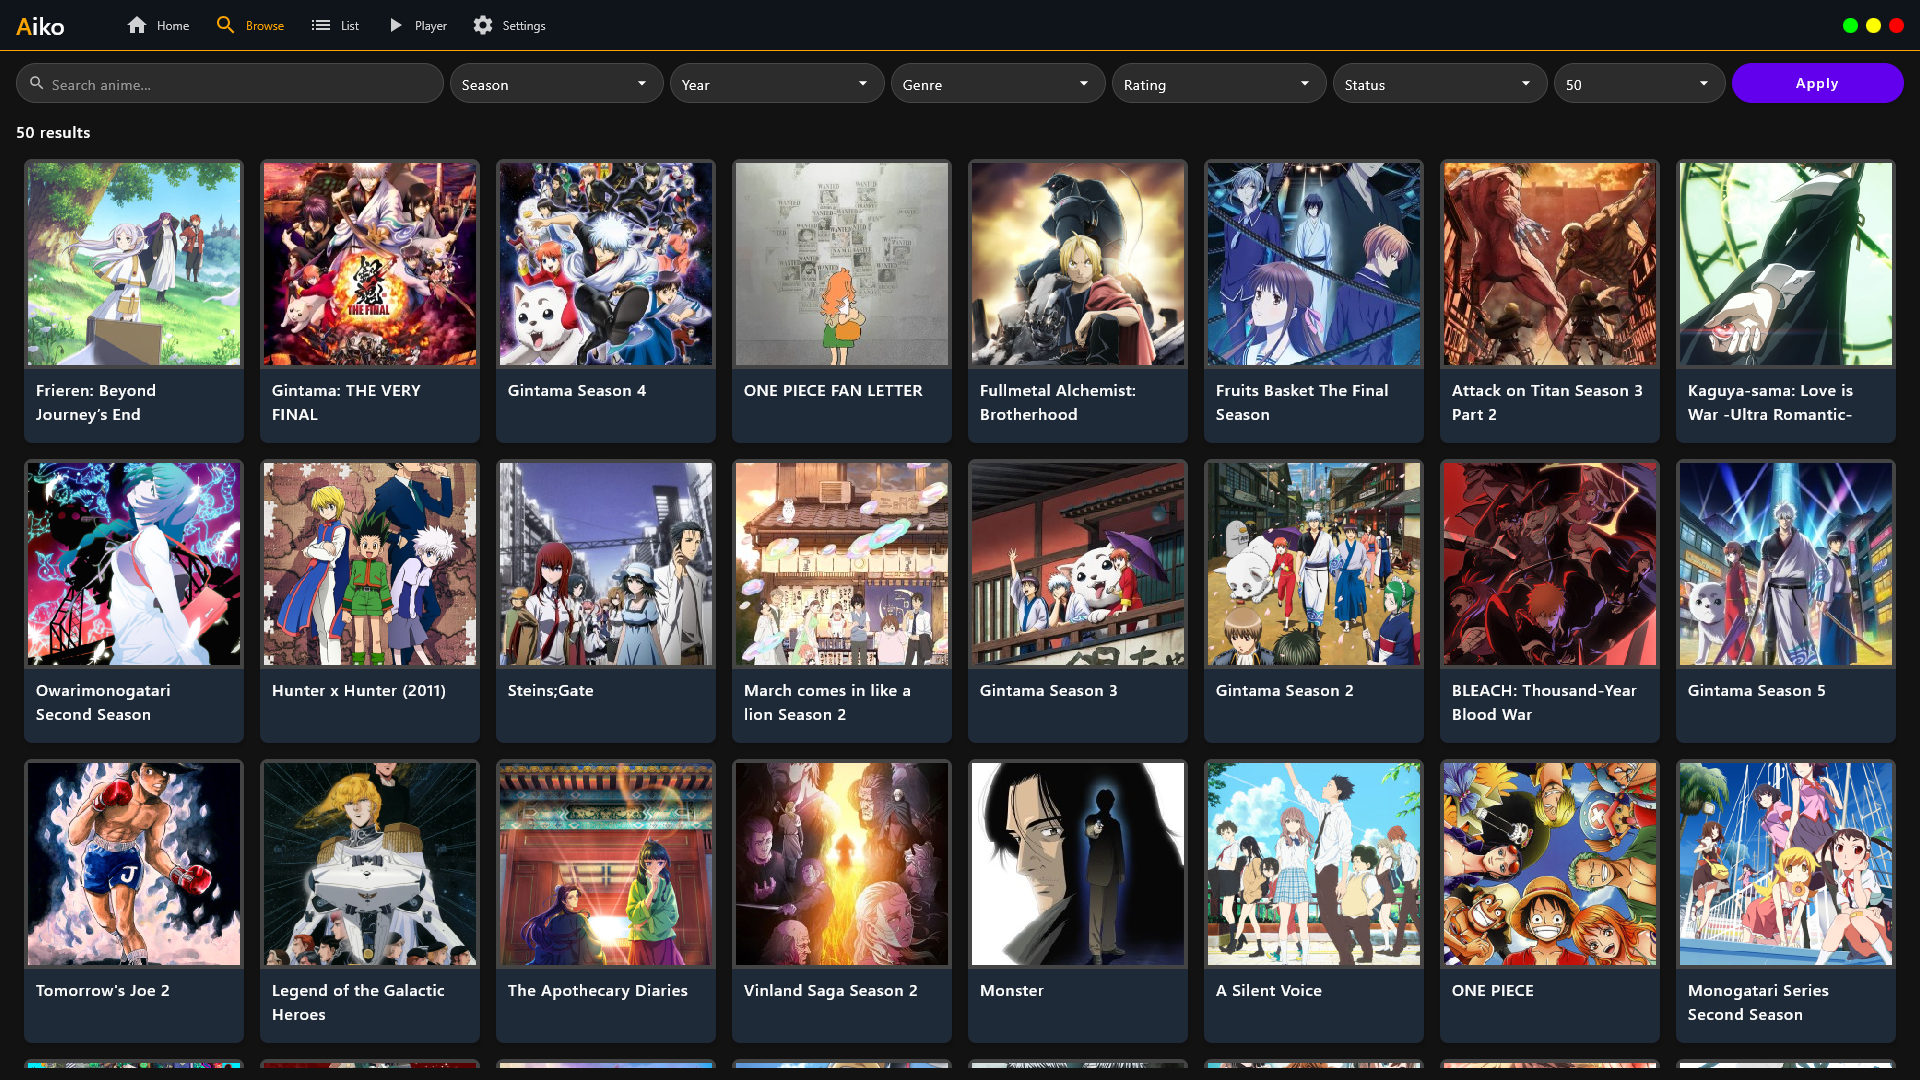 Aiko
Home
Browse
List
Player
Settings
Search anime...
Season
Year
Genre
Rating
Status
50
Apply
50 results
THE FINAL
WANTED
WANTED
Frieren: Beyond
Journey's End
Gintama: THE VERY
FINAL
Gintama Season 4
ONE PIECE FAN LETTER
Fullmetal Alchemist:
Brotherhood
Fruits Basket The Final
Season
Attack on Titan Season 3
Part 2
Kaguya-sama: Love is
War -Ultra Romantic-
Owarimonogatari
Second Season
Hunter x Hunter (2011)
Steins;Gate
March comes in like a
lion Season 2
Gintama Season 3
Gintama Season 2
BLEACH: Thousand-Year
Blood War
Gintama Season 5
J
Tomorrow's Joe 2
Legend of the Galactic
Heroes
The Apothecary Diaries
Vinland Saga Season 2
Monster
A Silent Voice
ONE PIECE
Monogatari Series
Second Season